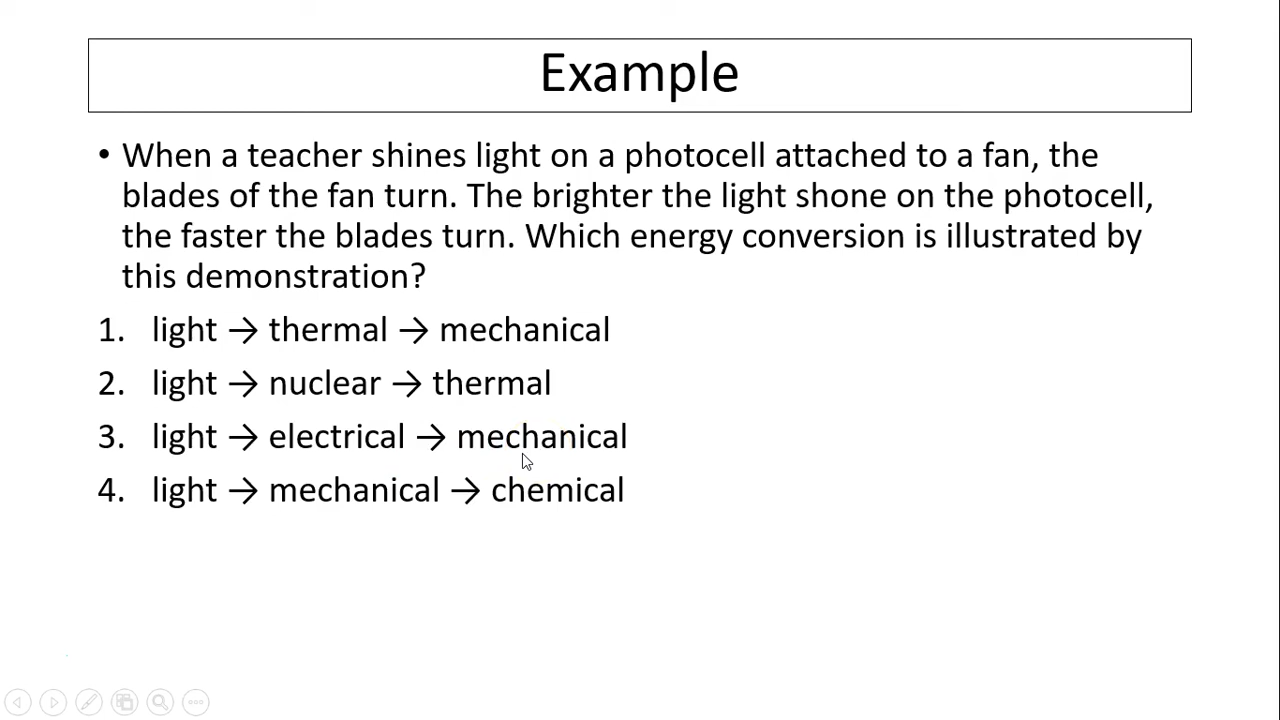 Example
• When a teacher shines light on a photocell attached to a fan, the
blades of the fan turn. The brighter the light shone on the photocell,
the faster the blades turn. Which energy conversion is illustrated by
this demonstration?
1. light → thermal → mechanical
2. light → nuclear → thermal
3. light → electrical → mechanical
4. light → mechanical → chemical